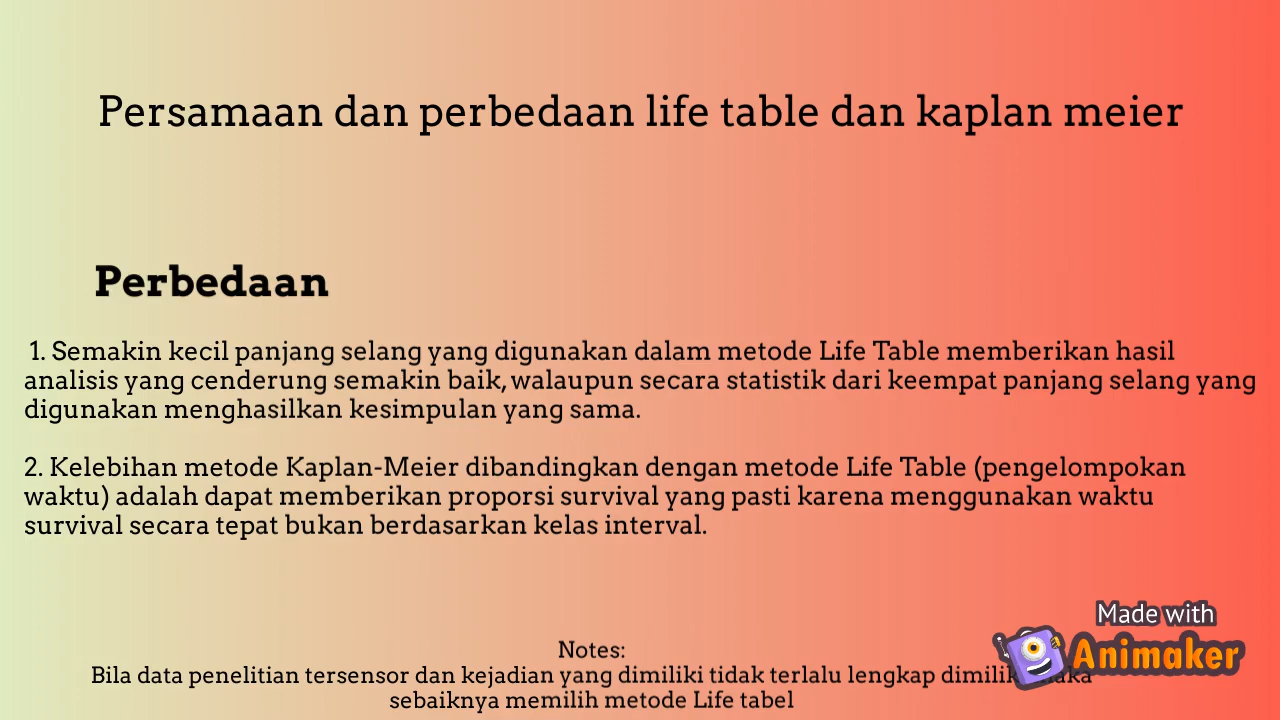 Persamaan dan perbedaan life table dan kaplan meier
Perbedaan
1. Semakin kecil panjang selang yang digunakan dalam metode Life Table memberikan hasil
analisis yang cenderung semakin baik, walaupun secara statistik dari keempat panjang selang yang
digunakan menghasilkan kesimpulan yang sama.
2. Kelebihan metode Kaplan-Meier dibandingkan dengan metode Life Table (pengelompokan
waktu) adalah dapat memberikan proporsi survival yang pasti karena menggunakan waktu
survival secara tepat bukan berdasarkan kelas interval.
Made with
Animaker
Notes:
Bila data penelitian tersensor dan kejadian yang dimiliki tidak terlalu lengkap
sebaiknya memilih metode Life tabel